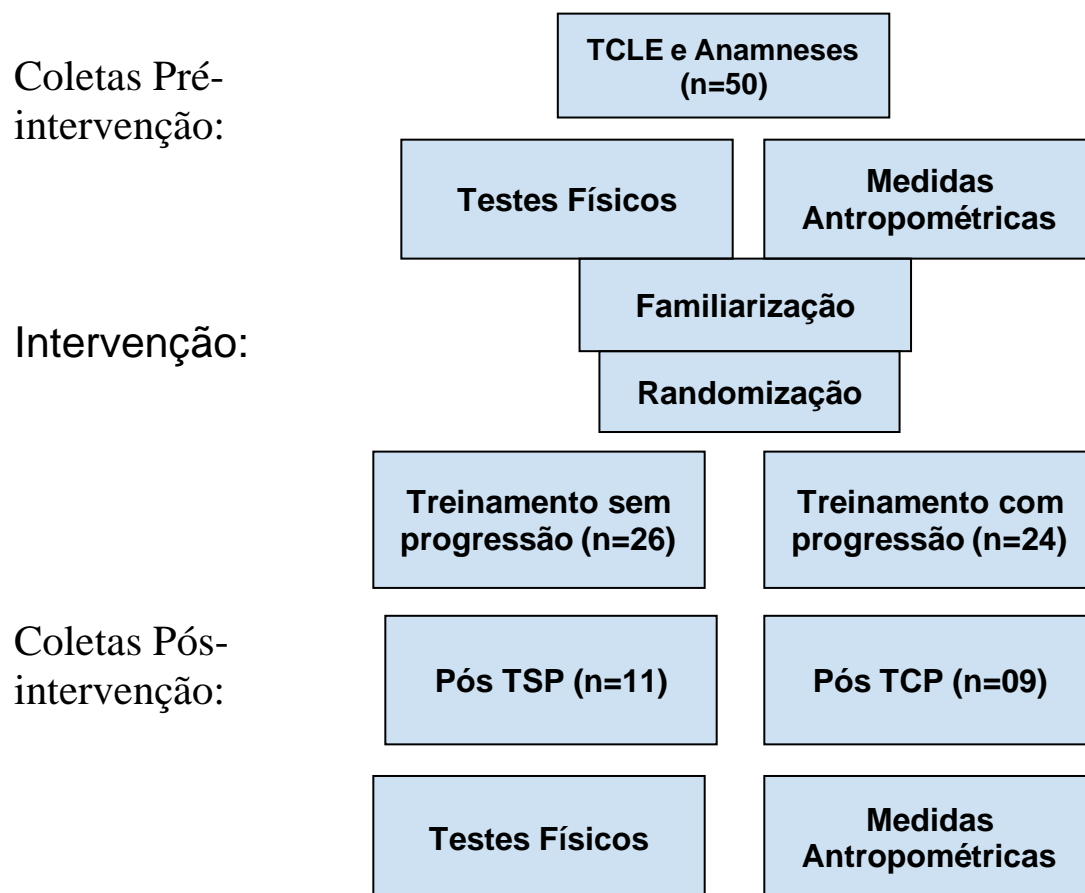 Coletas Pré-
intervenção:
TCLE e Anamneses
(n=50)
Testes Físicos
Medidas
Antropométricas
Intervenção:
Familiarização
Randomização
Treinamento sem
progressão (n=26)
Treinamento com
progressão (n=24)
Coletas Pós-
intervenção:
Pós TSP (n=11)
Pós TCP (n=09)
Testes Físicos
Medidas
Antropométricas